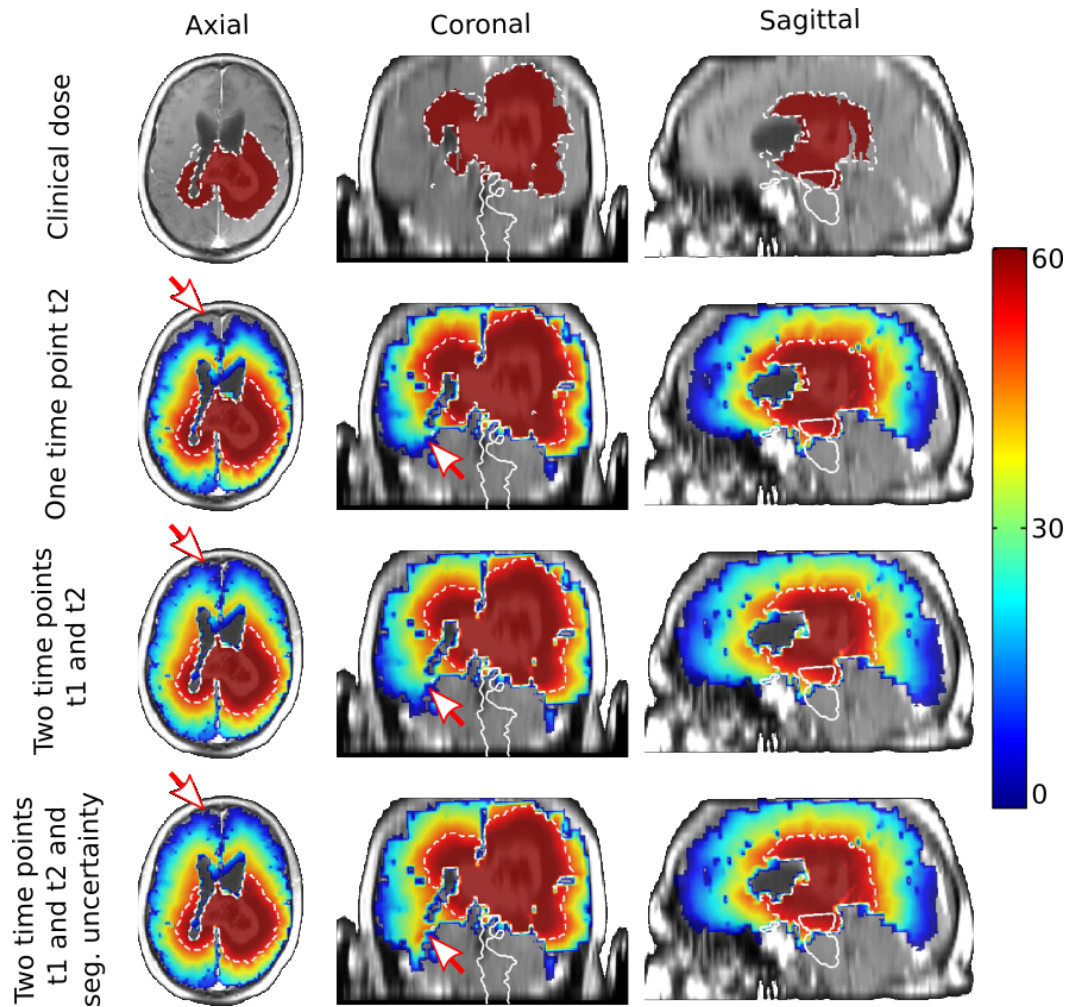 Axial
Coronal
Sagittal
Clinical dose
One time point t2
Two time points
t1 and t2
Two time points
t1 and t2 and
seg. uncertainty
60
30
0